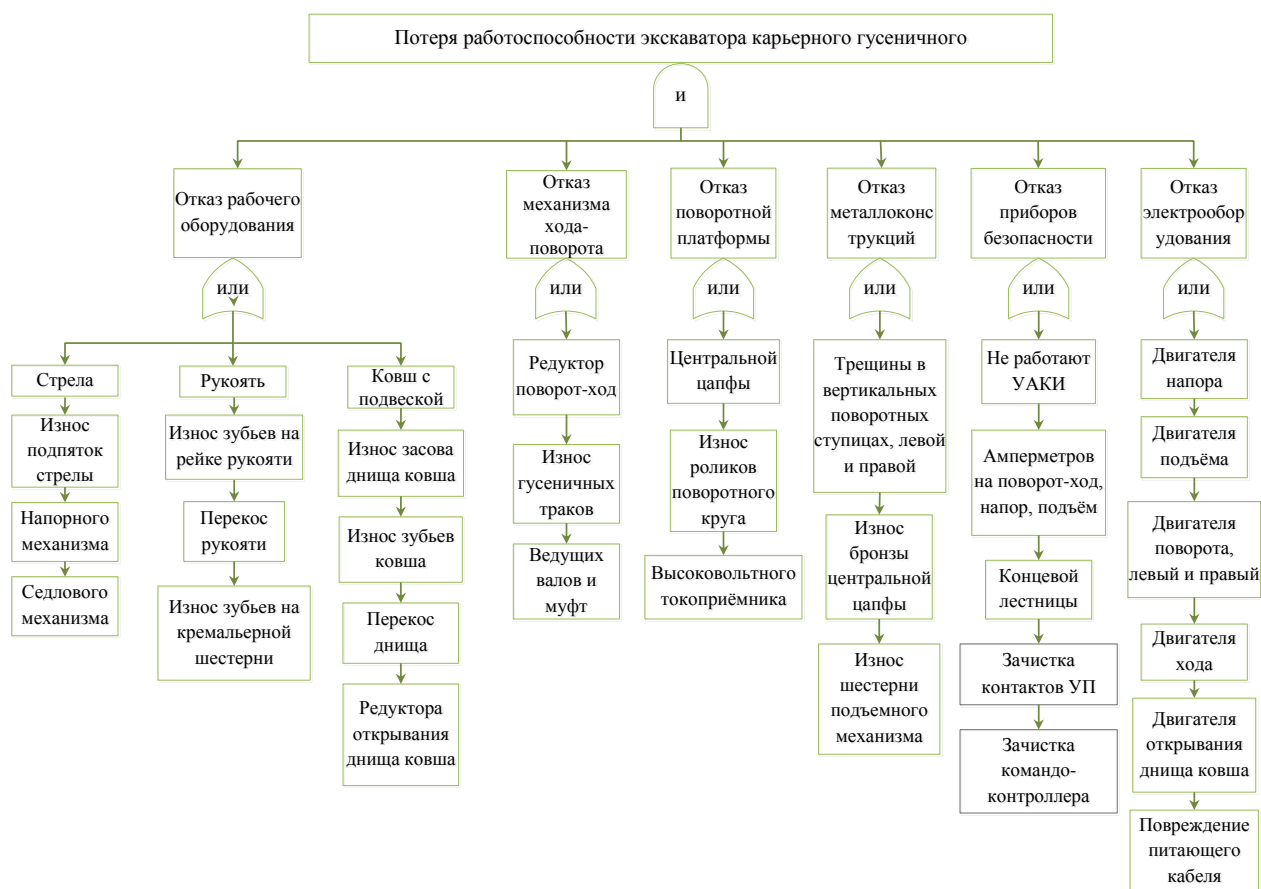 Потеря работоспособности экскаватора карьерного гусеничного
и
Отказ рабочего
оборудования
Отказ
механизма
хода-
поворота
Отказ
поворотной
платформы
Отказ
металлоконс
трукций
Отказ
приборов
безопасности
Отказ
электрообор
удования
или
или
или
или
или
или
Стрела
Износ
подпяток
стрелы
Напорного
механизма
Седлового
механизма
Рукоять
Износ зубьев на
рейке рукояти
Перекос
рукояти
Износ зубьев на
кремальерной
шестерни
Ковш с
подвеской
Износ засова
днища ковша
Износ зубьев
ковша
Перекос
днища
Редуктора
открывания
днища ковша
Редуктор
поворот-ход
Износ
гусеничных
траков
Ведущих
валов и
муфт
Центральной
цапфы
Износ
роликов
поворотного
круга
Высоковольтного
токоприёмника
Трещины в
вертикальных
поворотных
ступицах, левой
и правой
Износ
бронзы
центральной
цапфы
Износ
шестерни
подъемного
механизма
Не работают
УАКИ
Амперметров
на поворот-ход,
напор, подъём
Концевой
лестницы
Зачистка
контактов УП
Зачистка
командо-
контроллера
Двигателя
напора
Двигателя
подъёма
Двигателя
поворота,
левый и правый
Двигателя
хода
Двигателя
открывания
днища ковша
Повреждение
питающего
кабеля